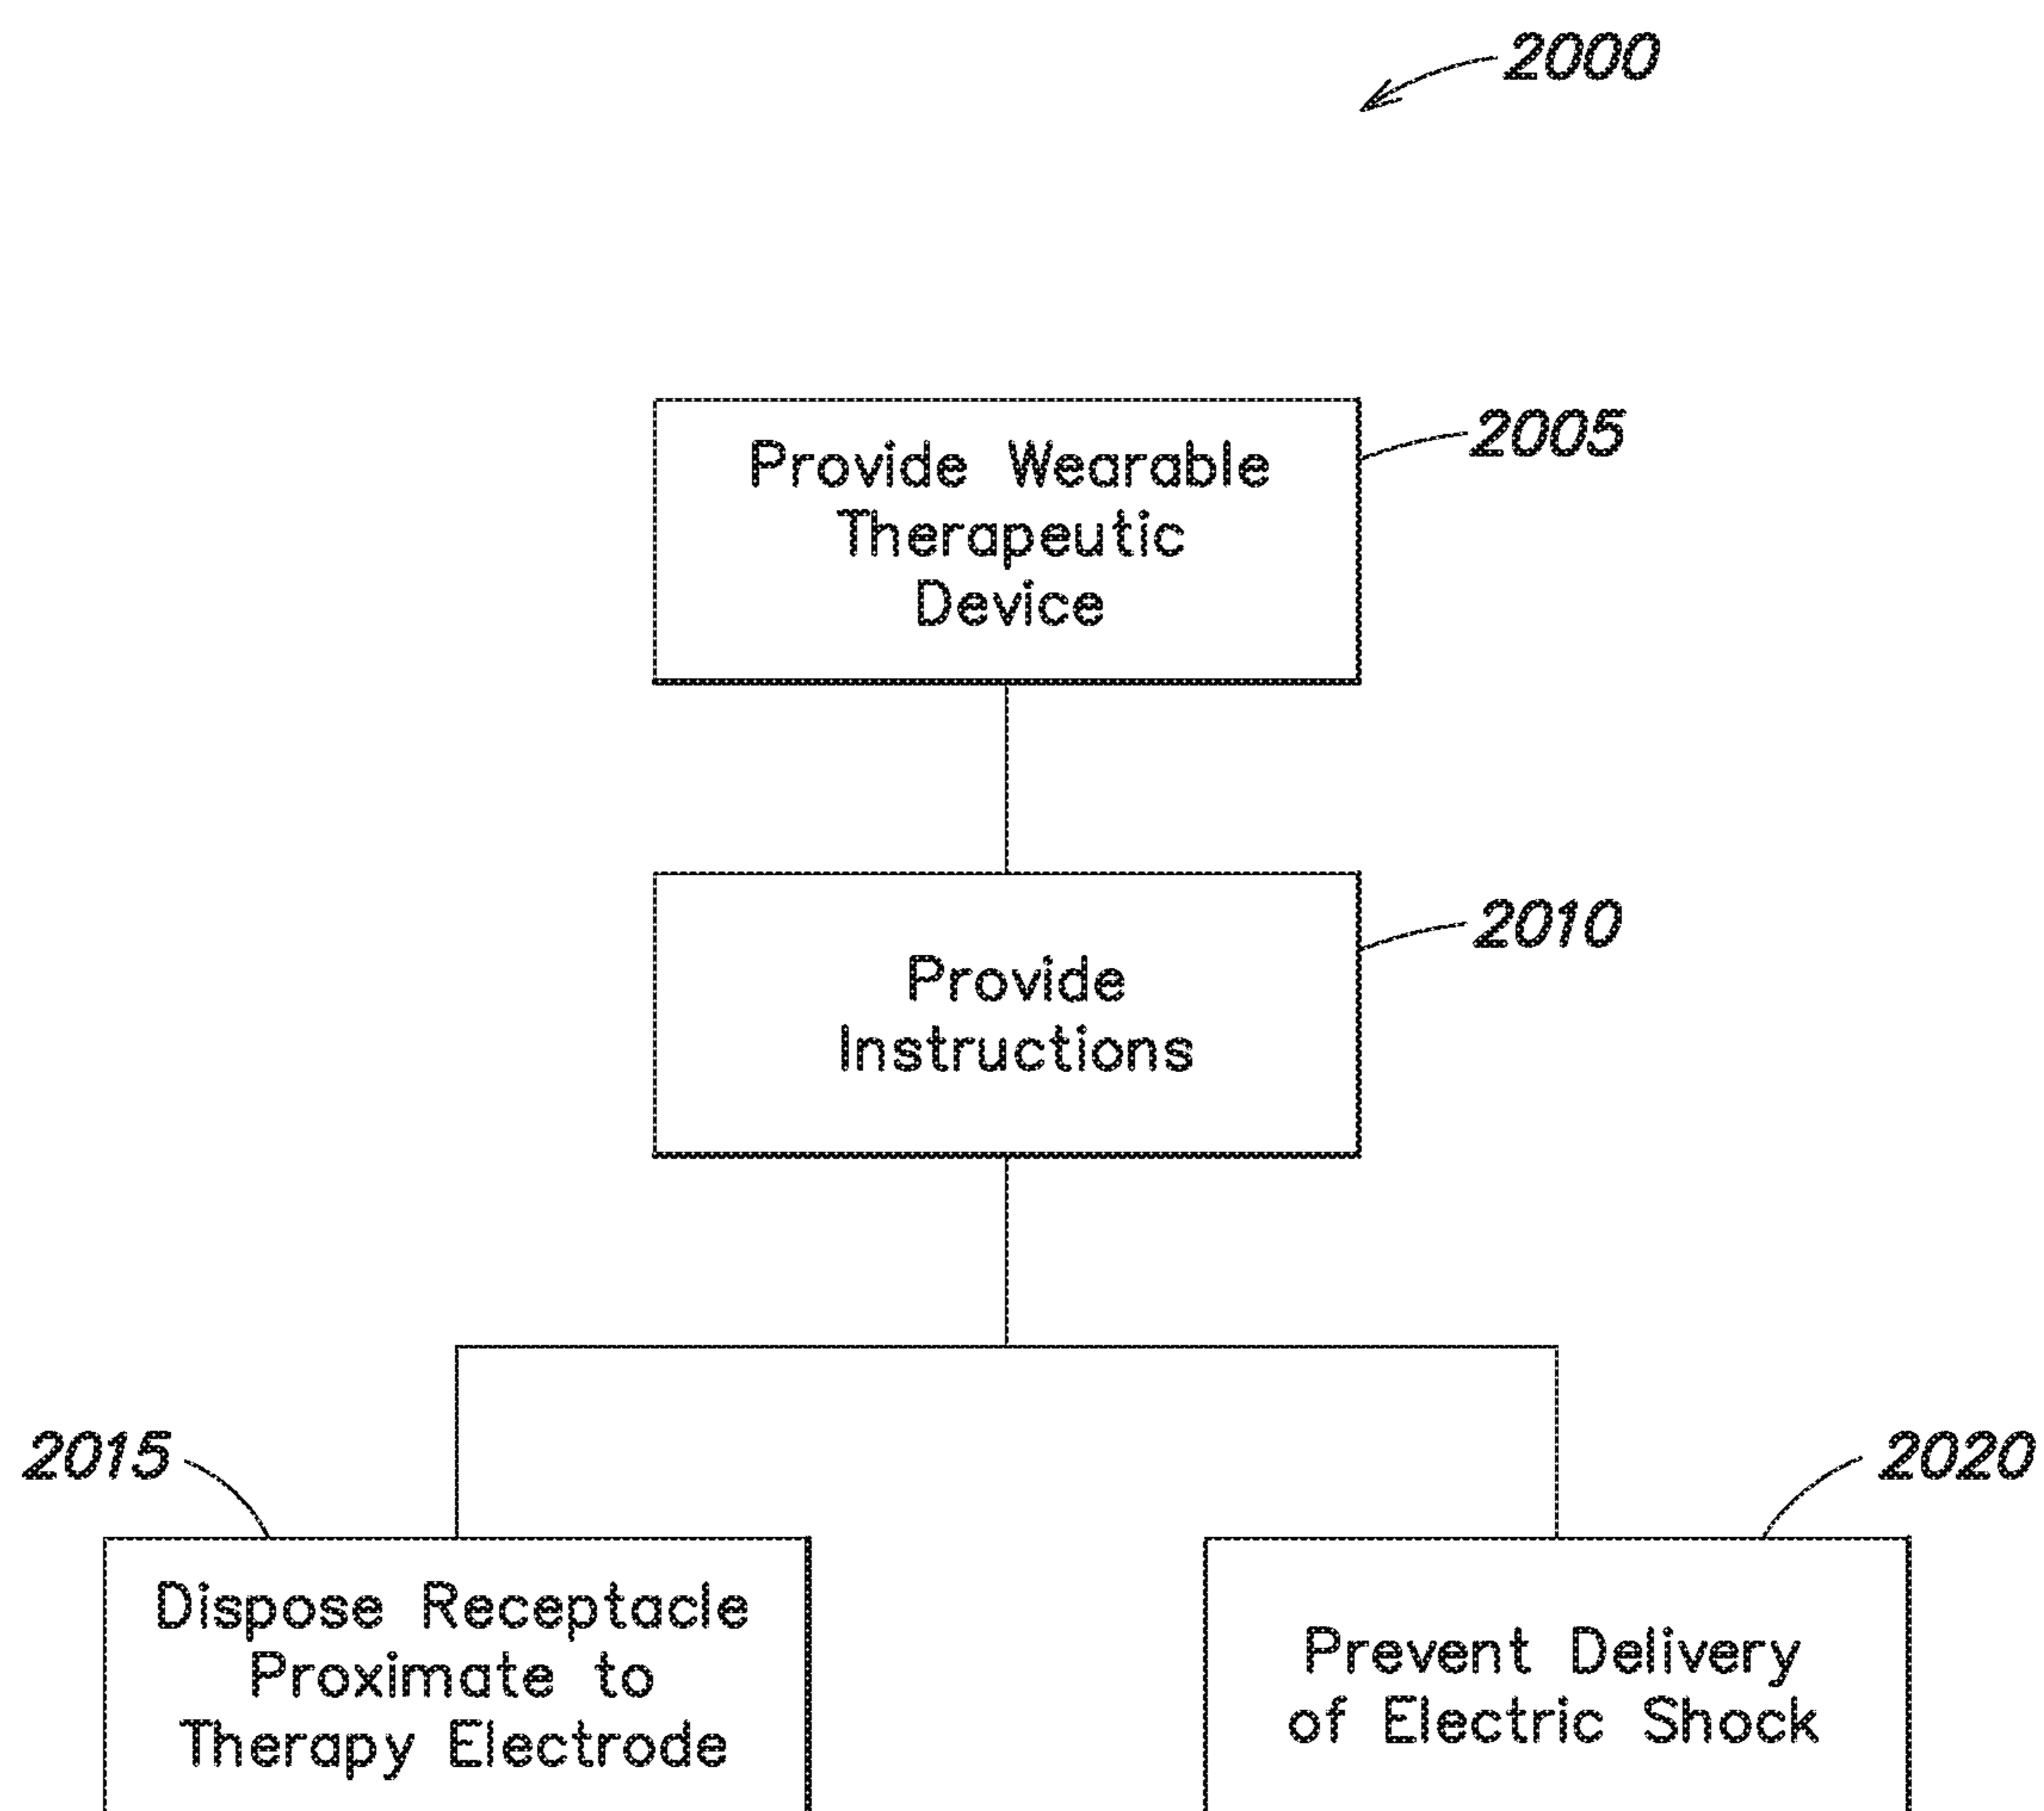 2000
Provide Wearable
Therapeutic
Device
2005
Provide
Instructions
2010
2015
2020
Dispose Receptacle
Proximate to
Therapy Electrode
Prevent Delivery
of Electric Shock